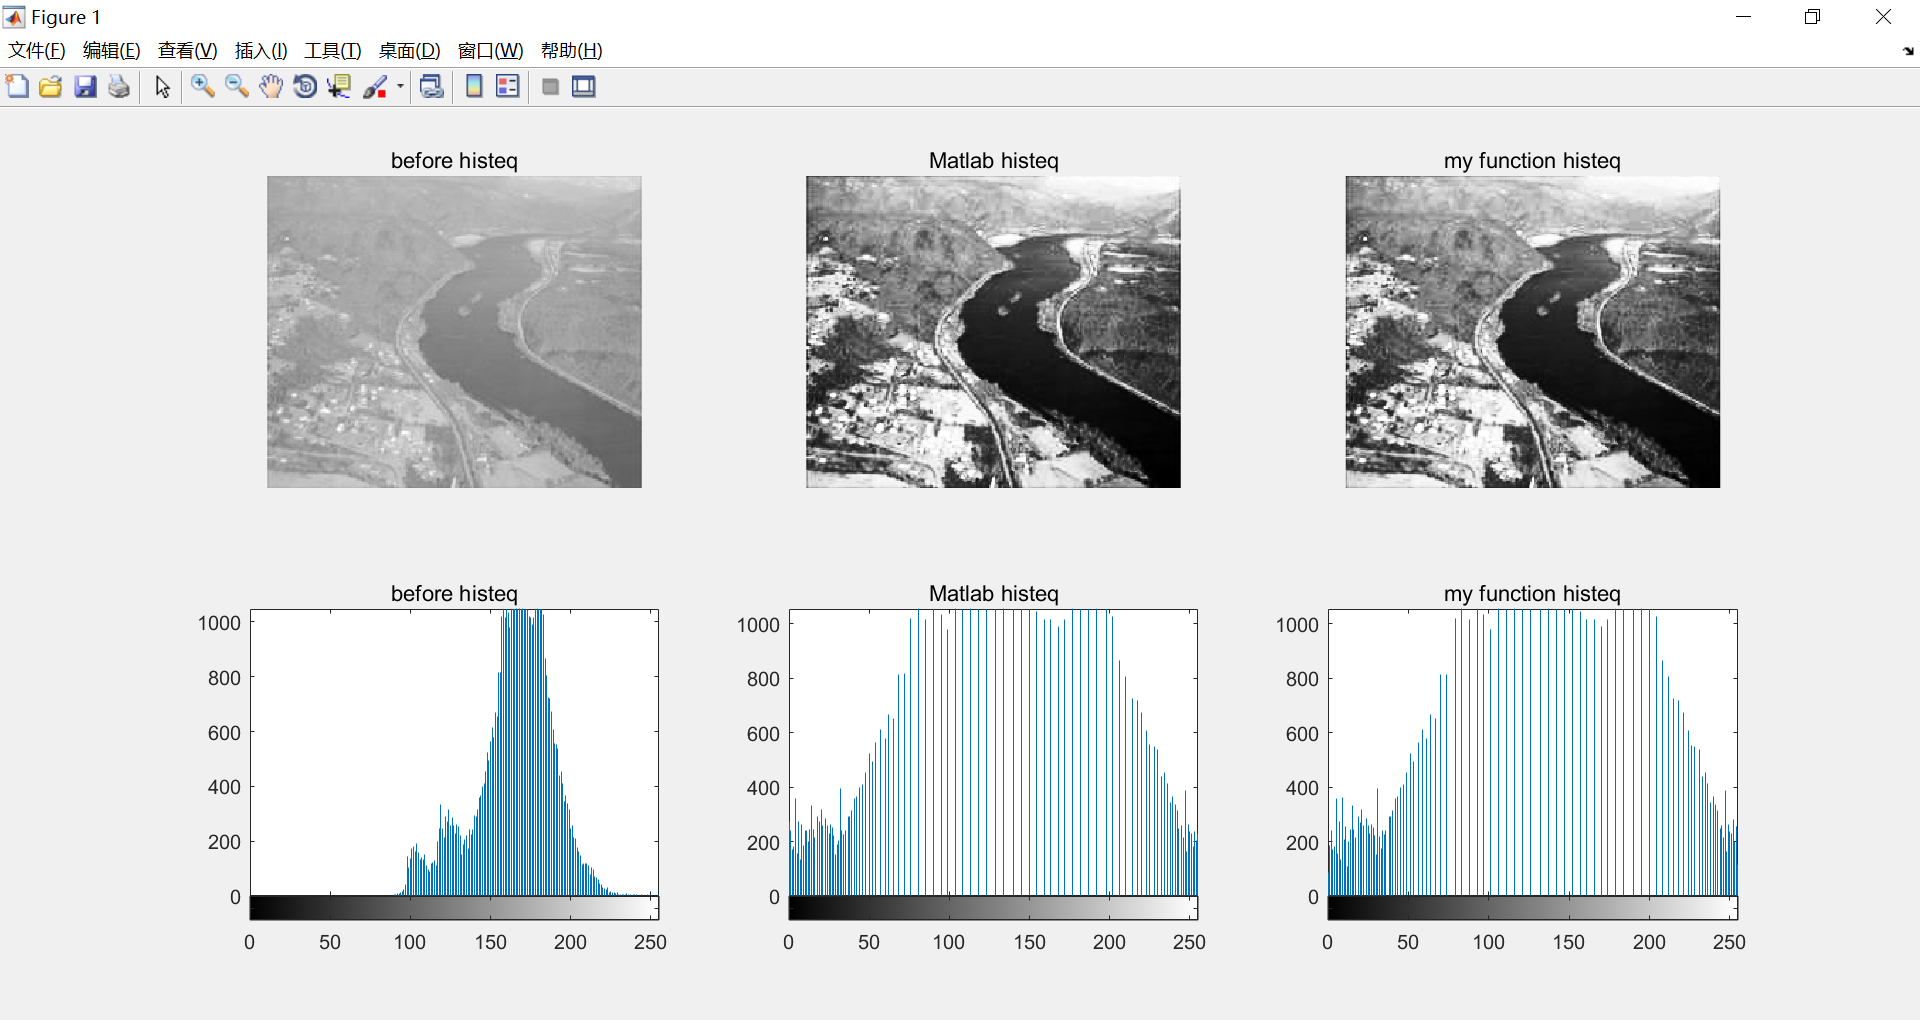 Figure 1
文件(F) 编辑(E) 查看(V) 插入(I) 工具(T) 桌面(D) 窗口(W) 帮助(H)
before histeq Matlab histeq my function histeq
before histeq Matlab histeq my function histeq
1000 1000 1000
800 800 800
600 600 600
400 400 400
200 200 200
0 0 0
0 50 100 150 200 250 0 50 100 150 200 250 0 50 100 150 200 250